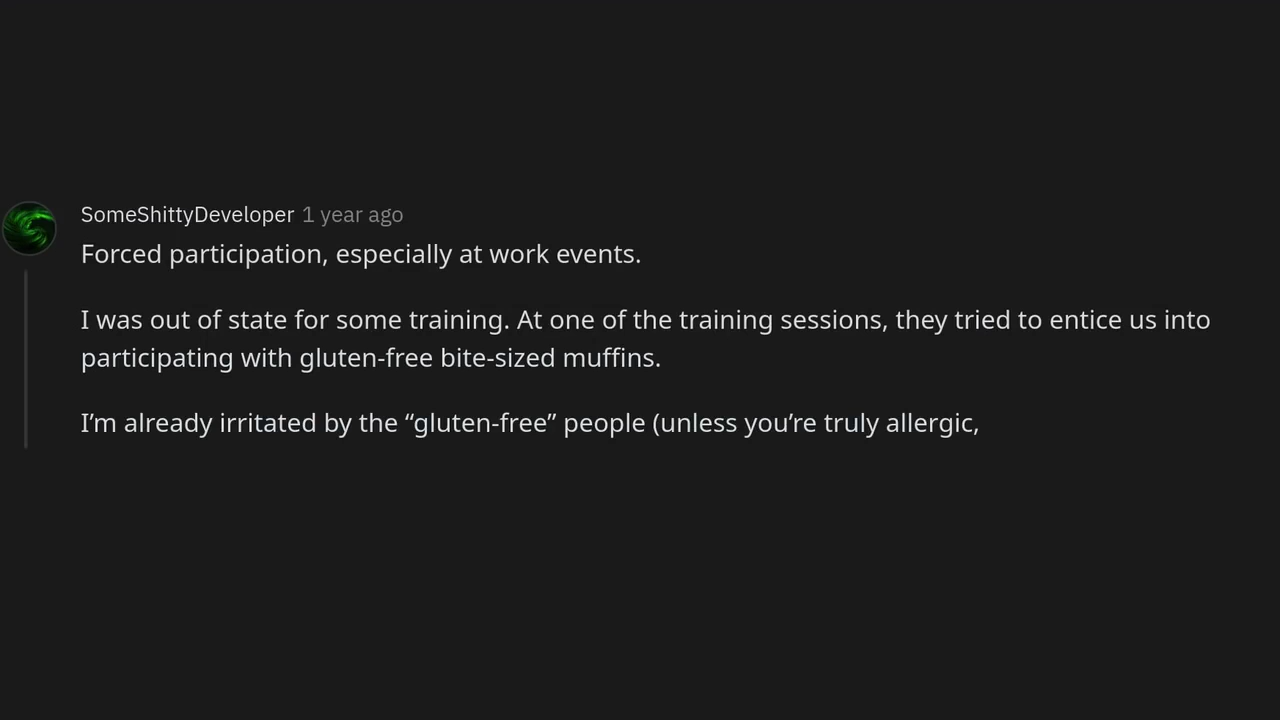 SomeShittyDeveloper 1 year ago
Forced participation, especially at work events.
I was out of state for some training. At one of the training sessions, they tried to entice us into
participating with gluten-free bite-sized muffins.
I’m already irritated by the “gluten-free” people (unless you’re truly allergic,